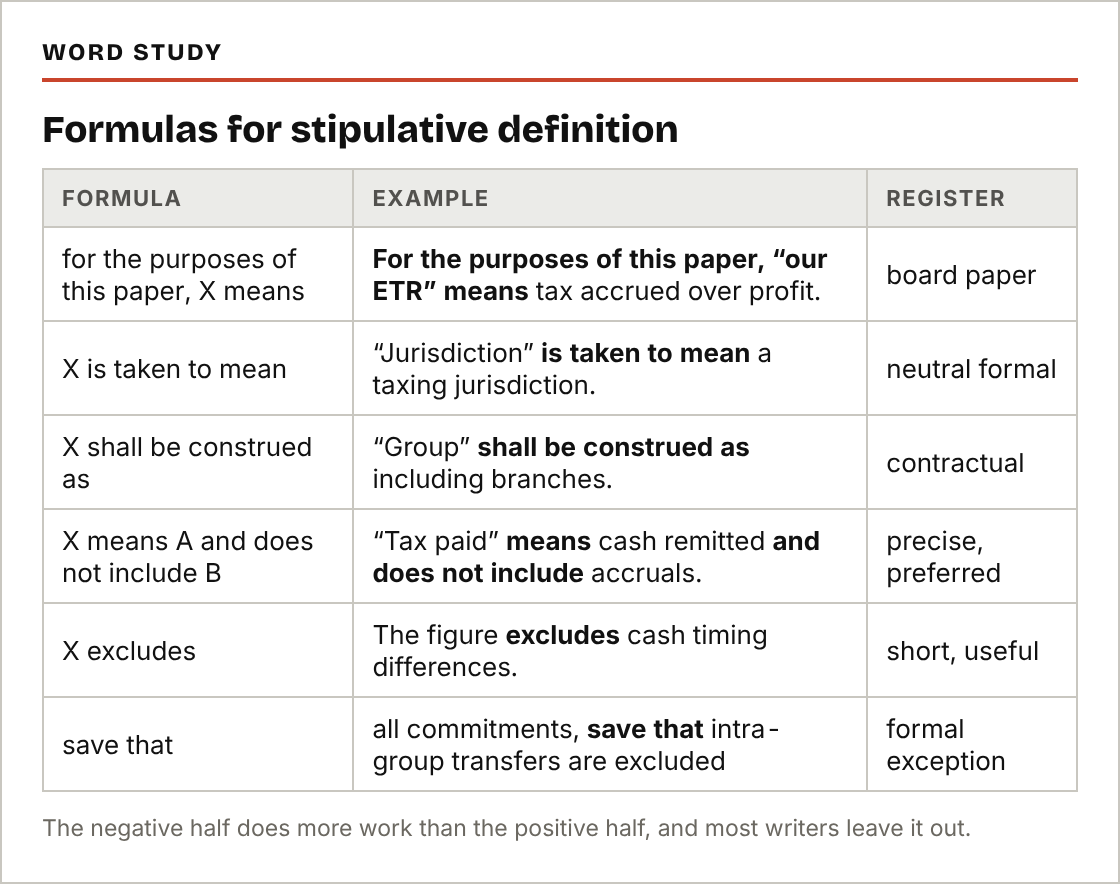 WORD STUDY
Formulas for stipulative definition
FORMULA
EXAMPLE
REGISTER
for the purposes of
this paper, X means
For the purposes of this paper, “our
ETR” means tax accrued over profit.
board paper
X is taken to mean
“Jurisdiction” is taken to mean a
taxing jurisdiction.
neutral formal
X shall be construed
as
“Group” shall be construed as
including branches.
contractual
X means A and does
not include B
“Tax paid” means cash remitted and
does not include accruals.
precise,
preferred
X excludes
The figure excludes cash timing
differences.
short, useful
save that
all commitments, save that intra-
group transfers are excluded
formal
exception
The negative half does more work than the positive half, and most writers leave it out.